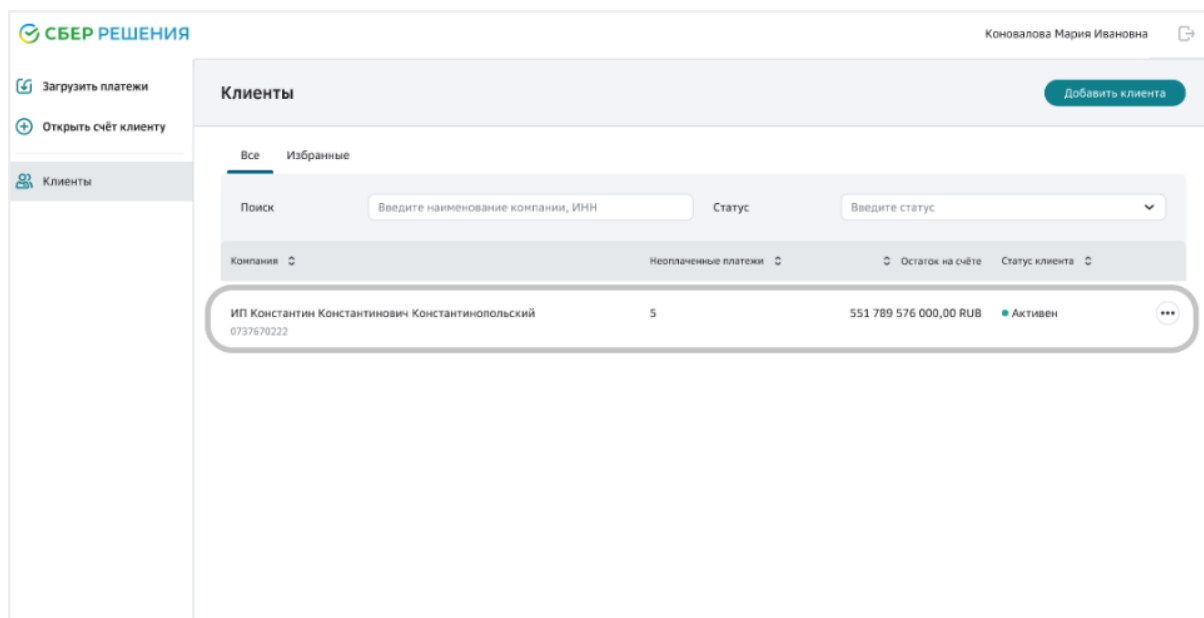 СБЕР РЕШЕНИЯ
Коновалова Мария Ивановна
Загрузить платежи
Открыть счёт клиенту
Клиенты
Клиенты
Добавить клиента
Все Избранные
Поиск Введите наименование компании, ИНН Статус Введите статус
Компания Неоплаченные платежи Остаток на счёте Статус клиента
ИП Константин Константинович Константинопольский 5 551 789 576 000,00 RUB Активен
0737670222